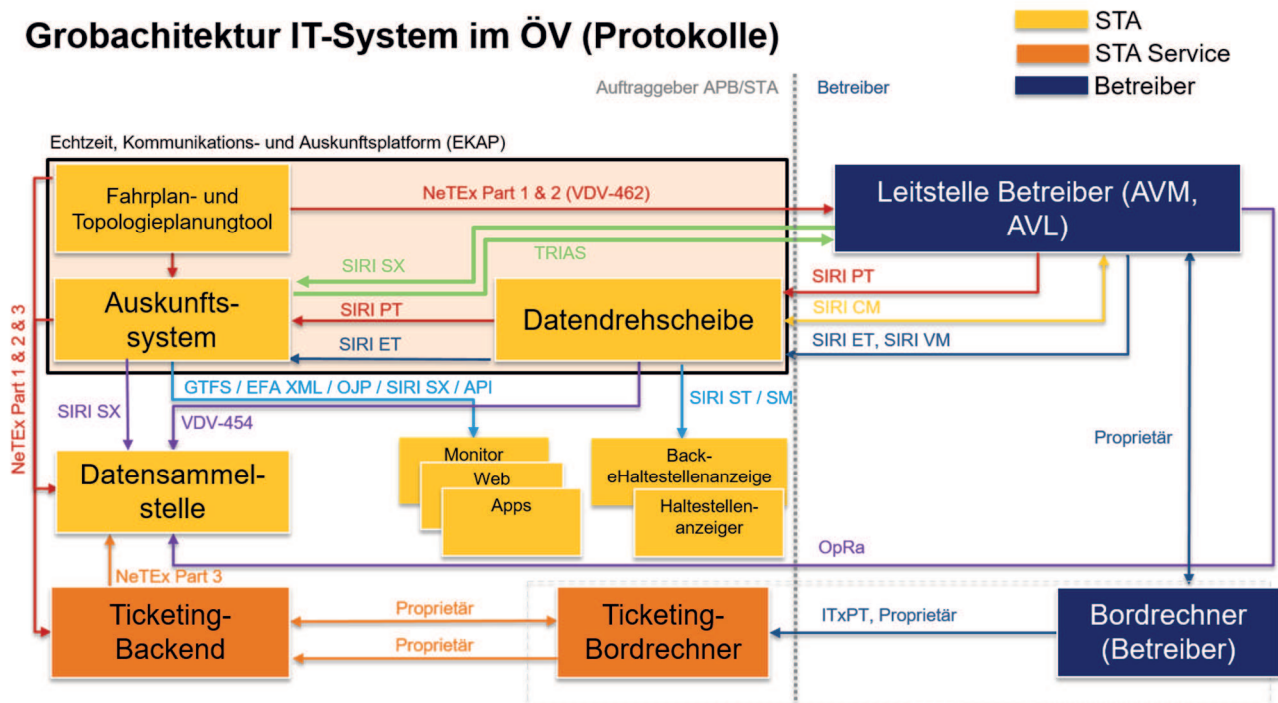 Grobachitektur IT-System im ÖV (Protokolle)
STA
STA Service
Betreiber
Auftraggeber APB/STA
Betreiber
Echtzeit, Kommunikations- und Auskunftsplatform (EKAP)
Fahrplan- und
Topologieplanungtool
NeTEx Part 1 & 2 (VDV-462)
Leitstelle Betreiber (AVM,
AVL)
SIRI SX
TRIAS
SIRI PT
Auskunfts-
system
SIRI PT
Datendrehscheibe
SIRI CM
SIRI ET
SIRI ET, SIRI VM
NeTEx Part 1 & 2 & 3
GTFS / EFA XML / OJP / SIRI SX / API
SIRI SX
VDV-454
SIRI ST / SM
Proprietär
Datensammel-
stelle
Monitor
Web
Apps
Back-
eHaltestellenanzeige
Haltestellen-
anzeiger
OpRa
NeTEx Part 3
Ticketing-
Backend
Proprietär
Proprietär
Ticketing-
Bordrechner
ITxPT, Proprietär
Bordrechner
(Betreiber)